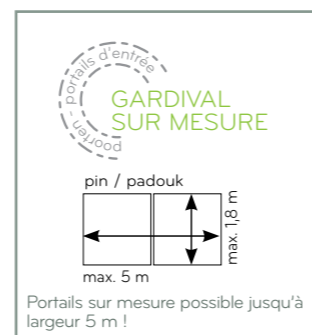 poorten - portails d'entrée
GARDIVAL
SUR MESURE
pin / padouk
max. 1,8 m
max. 5 m
Portails sur mesure possible jusqu'à
largeur 5 m !